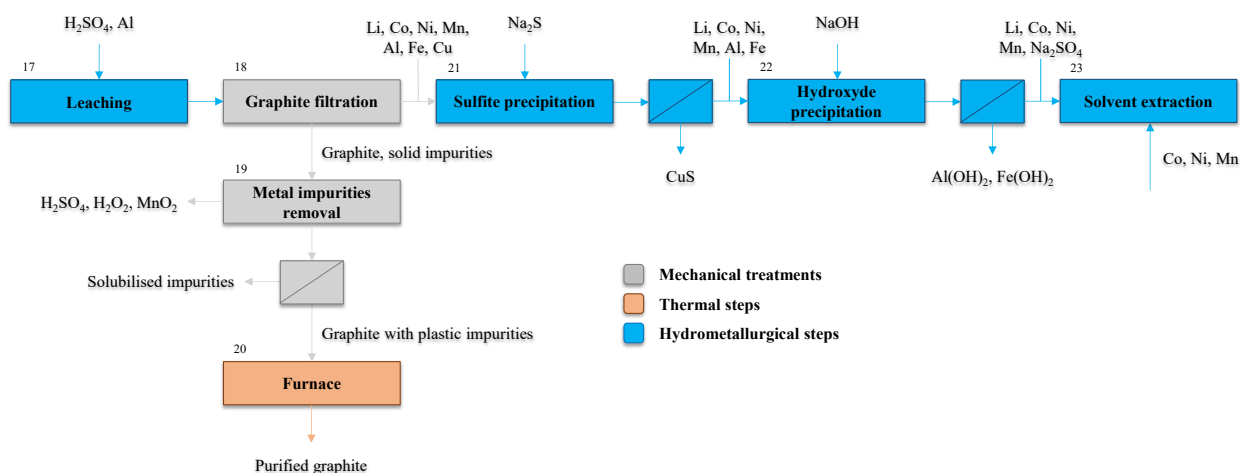 H₂SO₄, Al
17
Leaching
18
Graphite filtration
Li, Co, Ni, Mn,
Al, Fe, Cu
Na₂S
21
Sulfite precipitation
CuS
Li, Co, Ni,
Mn, Al, Fe
NaOH
22
Hydroxyde
precipitation
Al(OH)₂, Fe(OH)₂
Li, Co, Ni,
Mn, Na₂SO₄
23
Solvent extraction
Co, Ni, Mn
Graphite, solid impurities
19
Metal impurities
removal
H₂SO₄, H₂O₂, MnO₂
Solubilised impurities
Graphite with plastic impurities
20
Furnace
Purified graphite
Mechanical treatments
Thermal steps
Hydrometallurgical steps